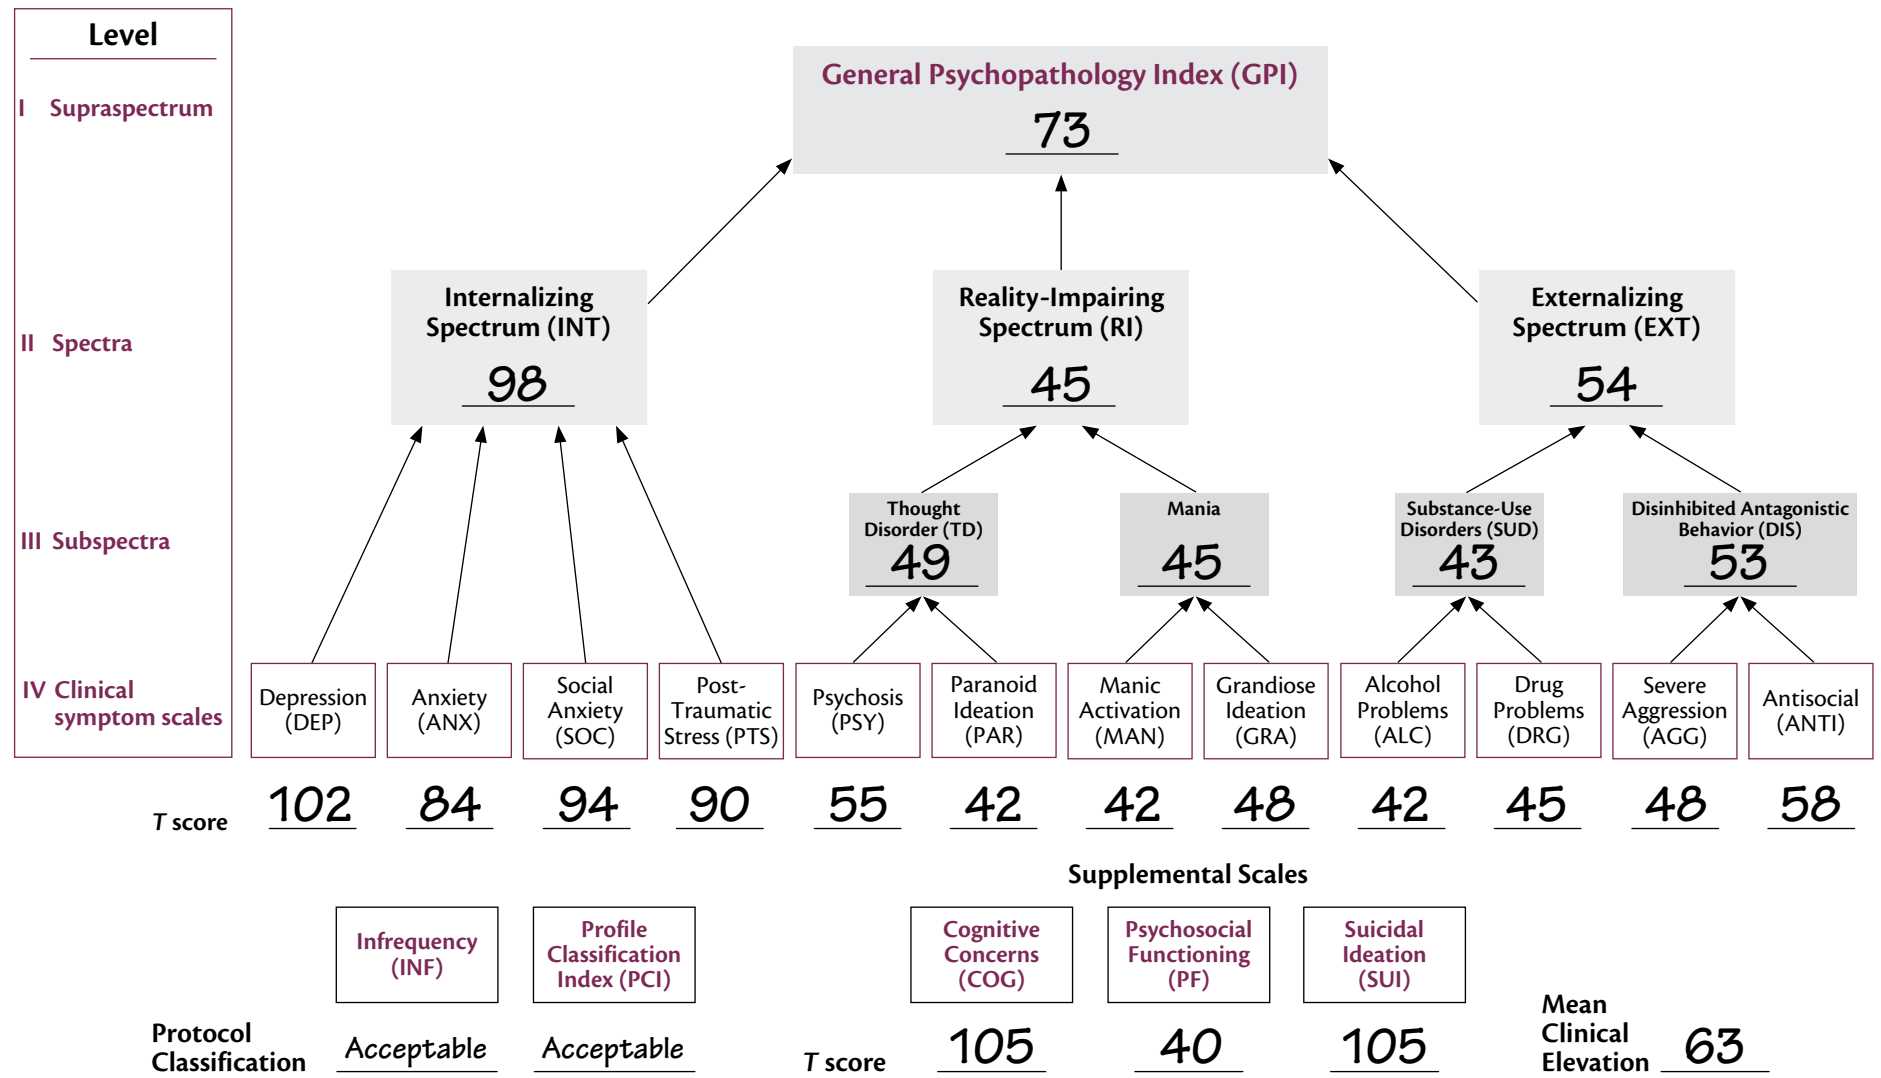 Level
I Supraspectrum
General Psychopathology Index (GPI)
73
II Spectra
Internalizing
Spectrum (INT)
98
Reality-Impairing
Spectrum (RI)
45
Externalizing
Spectrum (EXT)
54
III Subspectra
Thought
Disorder (TD)
49
Mania
45
Substance-Use
Disorders (SUD)
43
Disinhibited Antagonistic
Behavior (DIS)
53
IV Clinical
symptom scales
Depression
(DEP)
Anxiety
(ANX)
Social
Anxiety
(SOC)
Post-
Traumatic
Stress (PTS)
Psychosis
(PSY)
Paranoid
Ideation
(PAR)
Manic
Activation
(MAN)
Grandiose
Ideation
(GRA)
Alcohol
Problems
(ALC)
Drug
Problems
(DRG)
Severe
Aggression
(AGG)
Antisocial
(ANTI)
T score 102 84 94 90 55 42 42 48 42 45 48 58
Supplemental Scales
Infrequency
(INF)
Profile
Classification
Index (PCI)
Cognitive
Concerns
(COG)
Psychosocial
Functioning
(PF)
Suicidal
Ideation
(SUI)
Protocol
Classification
Acceptable
Acceptable
T score 105 40 105
Mean
Clinical
Elevation 63